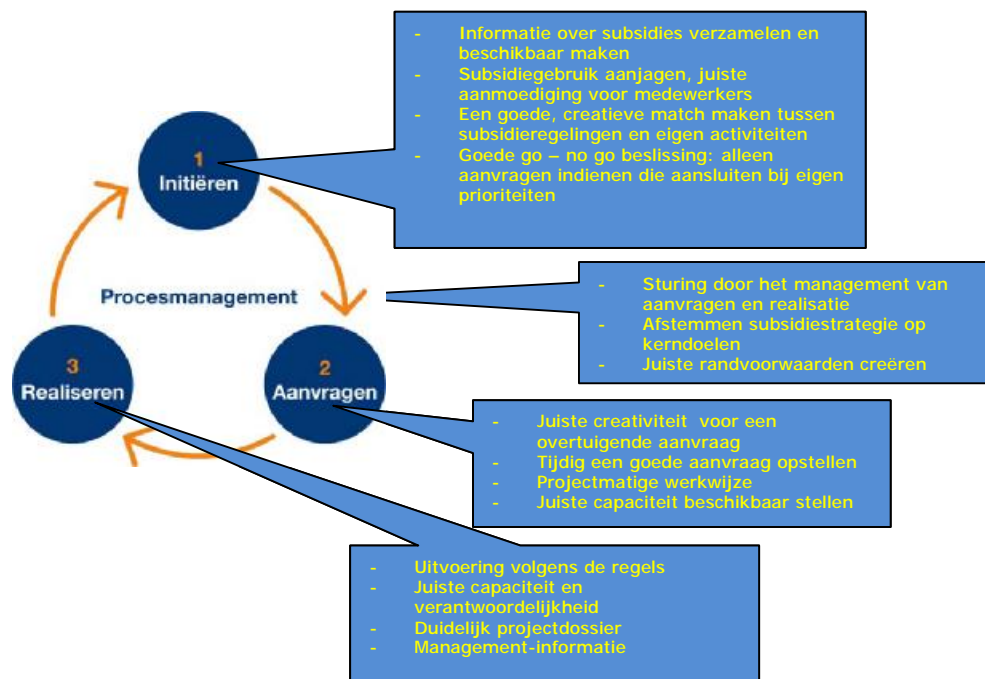 - Informatie over subsidies verzamelen en
beschikbaar maken
- Subsidiegebruik aanjagen, juiste
aanmoediging voor medewerkers
- Een goede, creatieve match maken tussen
subsidieregelingen en eigen activiteiten
- Goede go – no go beslissing: alleen
aanvragen indienen die aansluiten bij eigen
prioriteiten
1
Initiëren
Procesmanagement
- Sturing door het management van
aanvragen en realisatie
- Afstemmen subsidiestrategie op
kerndoelen
- Juiste randvoorwaarden creëren
3
Realiseren
2
Aanvragen
- Juiste creativiteit voor een
overtuigende aanvraag
- Tijdig een goede aanvraag opstellen
- Projectmatige werkwijze
- Juiste capaciteit beschikbaar stellen
- Uitvoering volgens de regels
- Juiste capaciteit en
verantwoordelijkheid
- Duidelijk projectdossier
- Management-informatie